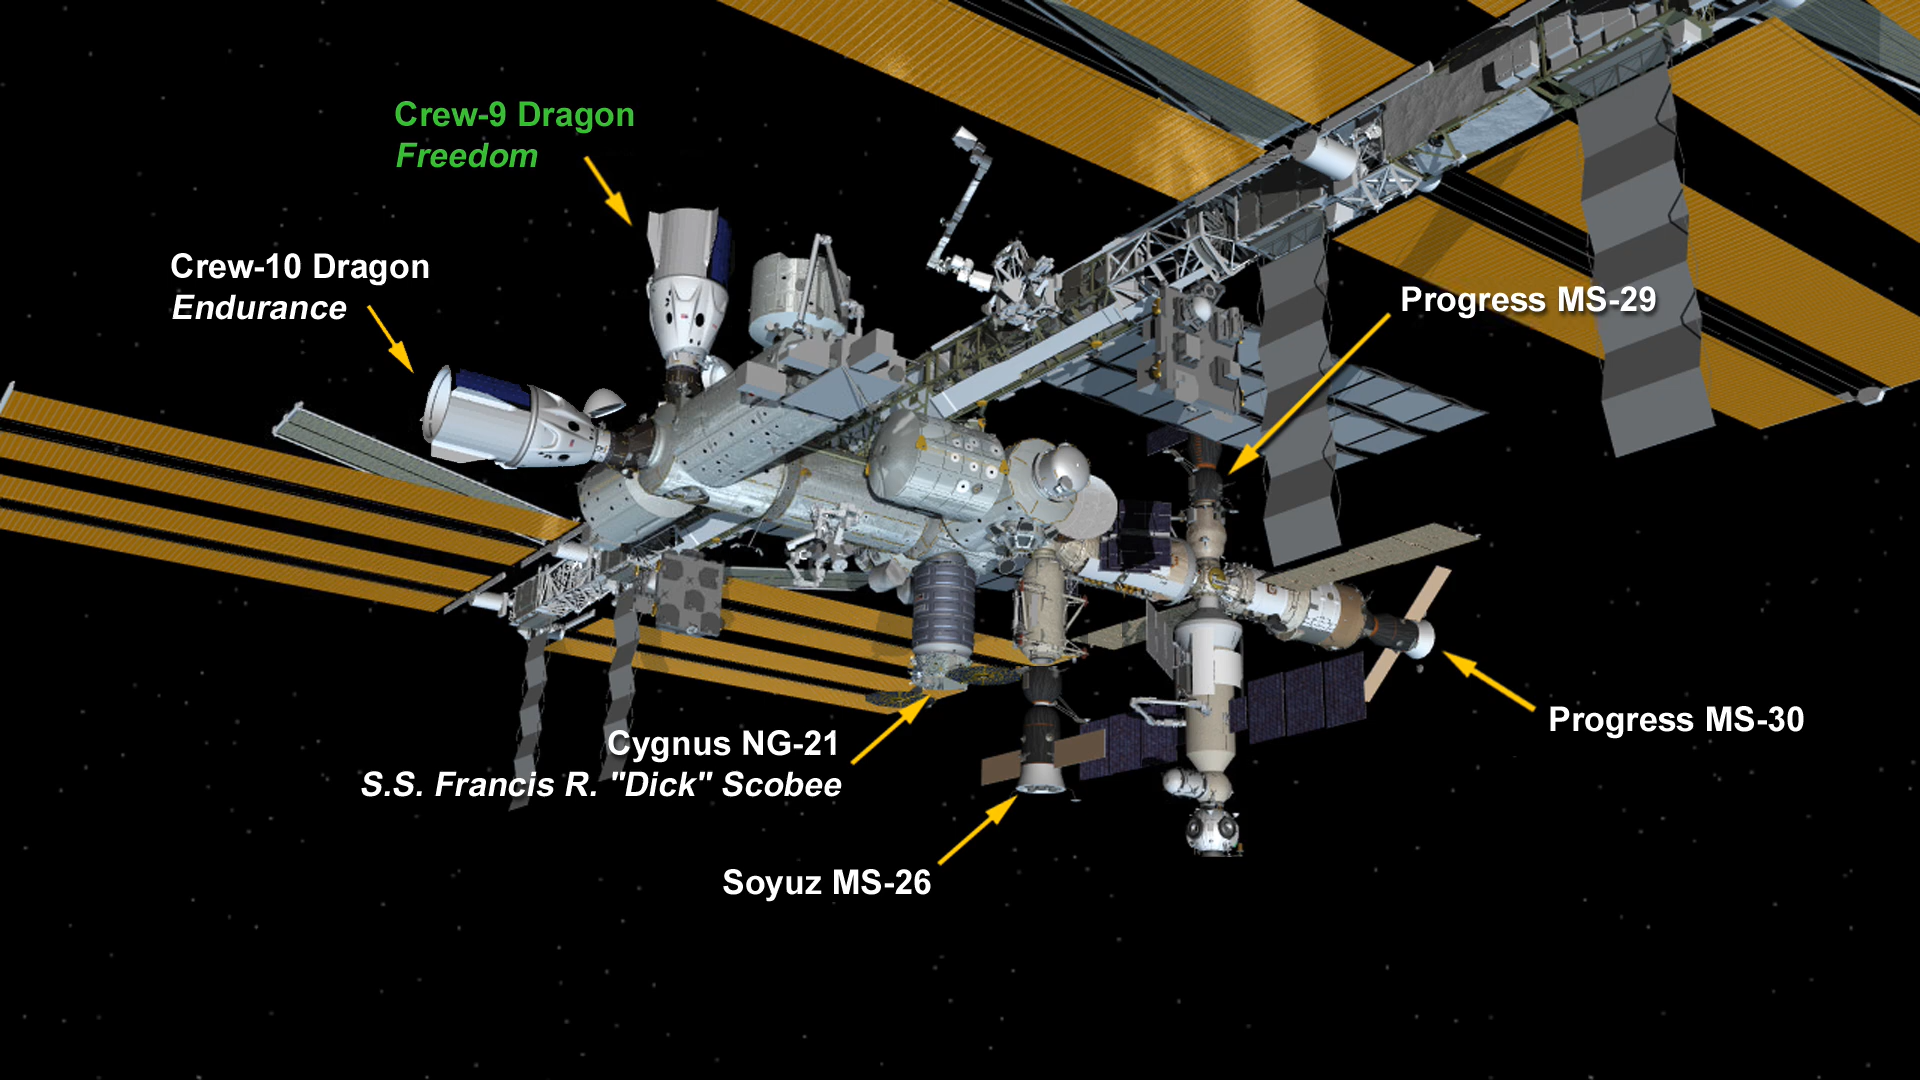 Crew-9 Dragon
Freedom
Crew-10 Dragon
Endurance
Progress MS-29
Progress MS-30
Cygnus NG-21
S.S. Francis R. "Dick" Scobee
Soyuz MS-26